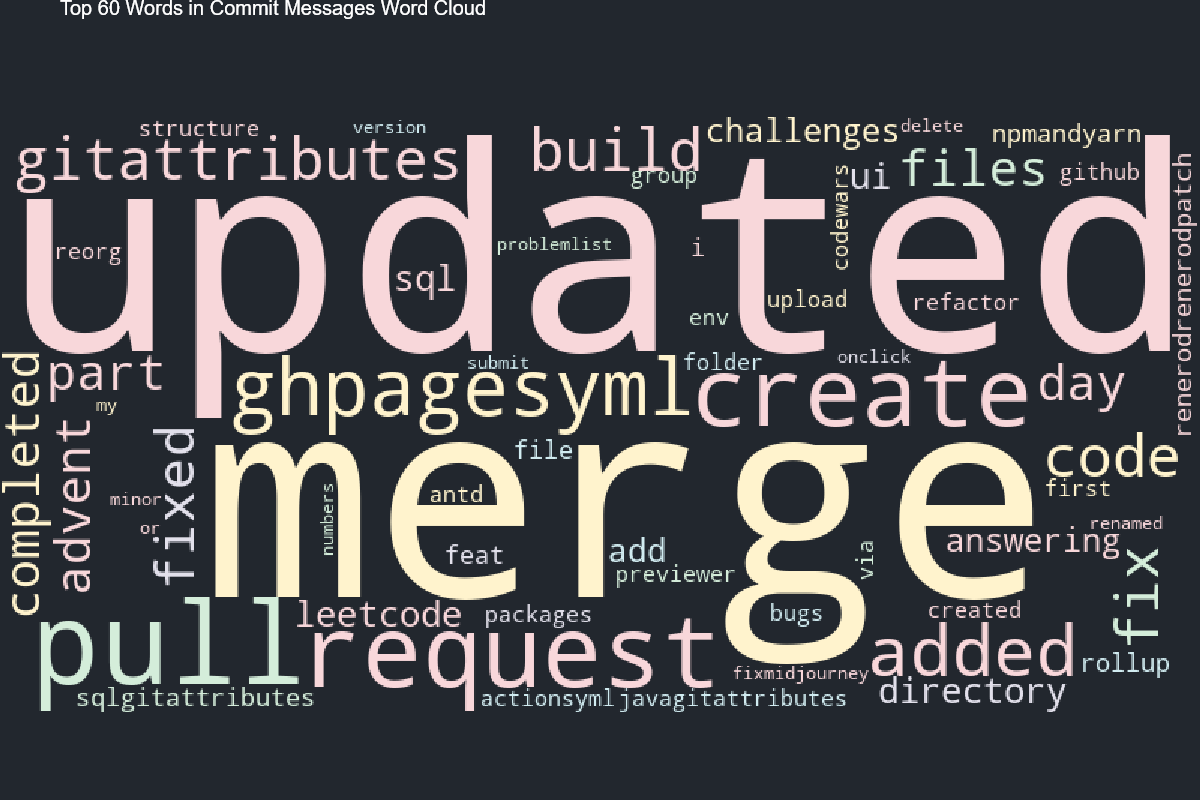 Top 60 Words in Commit Messages Word Cloud
structure
version
build
challenges
delete
npmandyarn
gitattributes
group
codewars
ui
files
github
renerodrenerodpatch
updated
reorg
sql
problemlist
i
env
upload
refactor
completed
part
my
submit
folder
onclick
ghpagesyml
create
day
advent
fixed
merge
file
code
first
minor
or
numbers
antd
feat
add
previewer
via
answering
renamed
fix
pull
leetcode
packages
bugs
created
request
added
rollup
fixmidjourney
sqlgitattributes
actionsyml
javagitattributes
directory